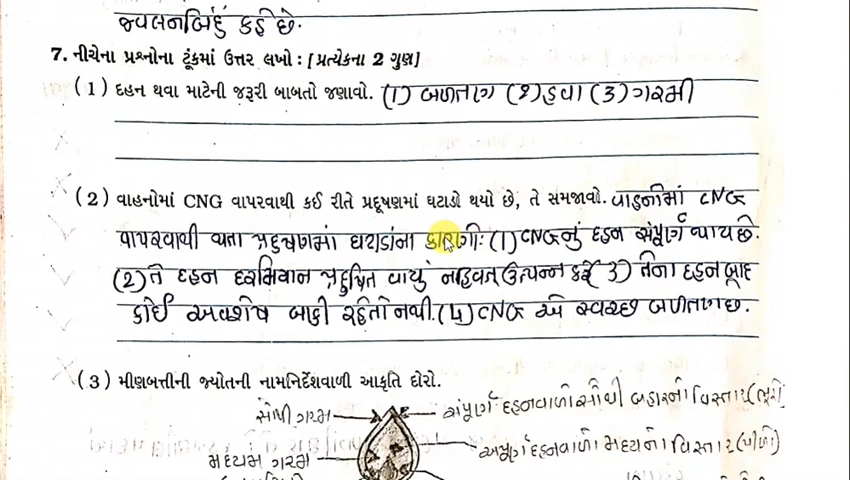 જ્વલનબિંદુ કહે છે.
7. નીચેના પ્રશ્નોના ટૂંકમાં ઉત્તર લખો : [પ્રત્યેકના 2 ગુણ]
(1) દહન થવા માટેની જરૂરી બાબતો જણાવો. (1) બળતણ (2) હવા (3) ગરમી
(2) વાહનોમાં CNG વાપરવાથી કઈ રીતે પ્રદૂષણમાં ઘટાડો થયો છે, તે સમજાવો. વાહનોમાં CNG
વાપરવાથી થતા પ્રદુષણમાં ઘટાડાના કારણો: (1) CNGનું દહન સંપૂર્ણ થાય છે.
(2) તે દહન દરમિયાન પ્રદુષિત વાયુ નહિવત્ ઉત્પન્ન કરે 3) તેના દહન બાદ
કોઈ અવશેષ બાકી રહેતો નથી. (4) CNG એ સ્વચ્છ બળતણ છે.
(3) મીણબત્તીની જ્યોતની નામનિર્દેશવાળી આકૃતિ દોરો.
સૌથી ગરમ સંપૂર્ણ દહનવાળો સૌથી બહારનો વિસ્તાર (ભૂરો)
મધ્યમ ગરમ અપૂર્ણ દહનવાળો મધ્યનો વિસ્તાર (પીળો)